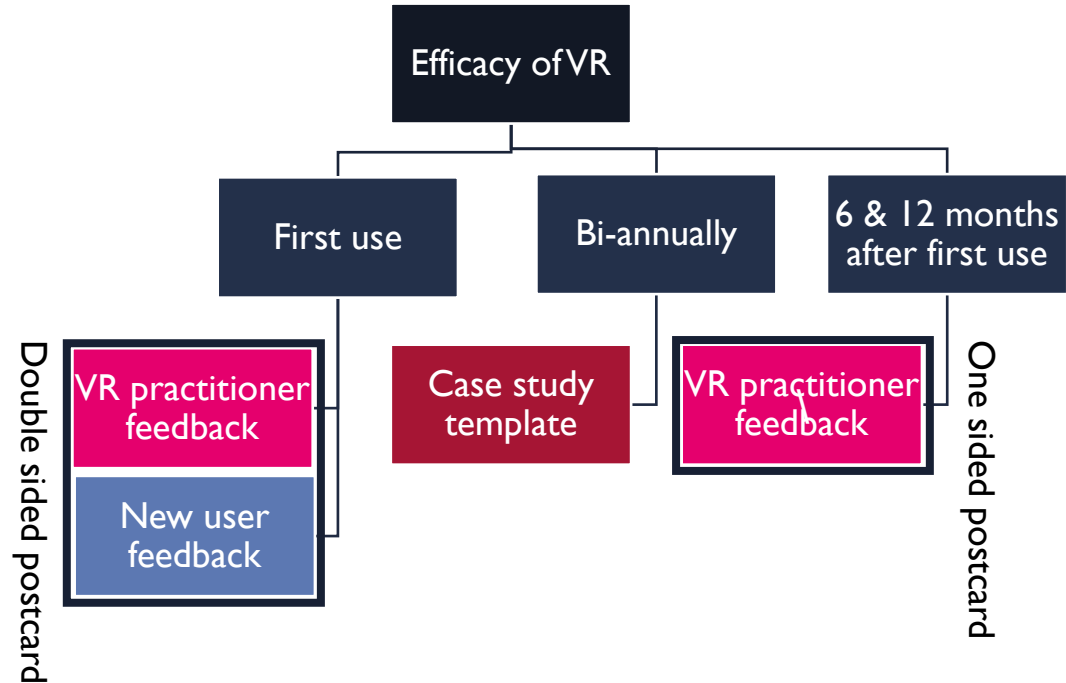 Efficacy of VR
First use
Bi-annually
6 & 12 months
after first use
Double sided postcard
VR practitioner
feedback
New user
feedback
Case study
template
VR practitioner
feedback
One sided postcard